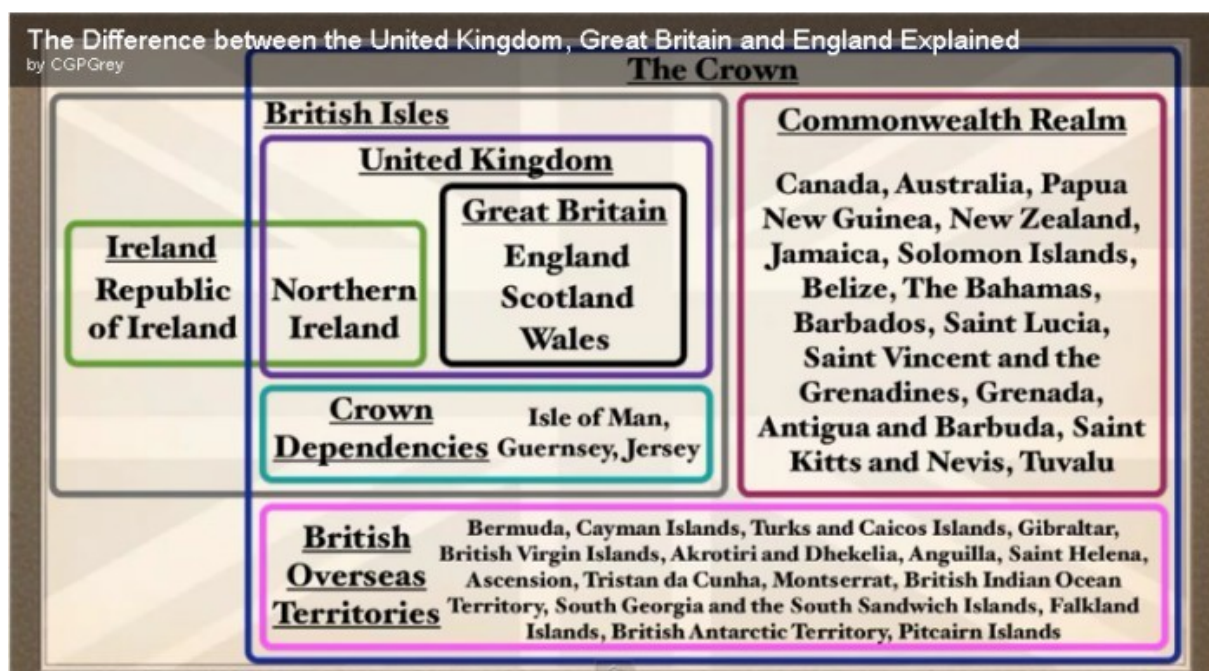 The Difference between the United Kingdom, Great Britain and England Explained
by CGPGrey
The Crown
British Isles
United Kingdom
Great Britain
England
Scotland
Wales
Ireland
Republic
of Ireland
Northern
Ireland
Crown
Dependencies
Isle of Man,
Guernsey, Jersey
Commonwealth Realm
Canada, Australia, Papua
New Guinea, New Zealand,
Jamaica, Solomon Islands,
Belize, The Bahamas,
Barbados, Saint Lucia,
Saint Vincent and the
Grenadines, Grenada,
Antigua and Barbuda, Saint
Kitts and Nevis, Tuvalu
British
Overseas
Territories
Bermuda, Cayman Islands, Turks and Caicos Islands, Gibraltar,
British Virgin Islands, Akrotiri and Dhekelia, Anguilla, Saint Helena,
Ascension, Tristan da Cunha, Montserrat, British Indian Ocean
Territory, South Georgia and the South Sandwich Islands, Falkland
Islands, British Antarctic Territory, Pitcairn Islands